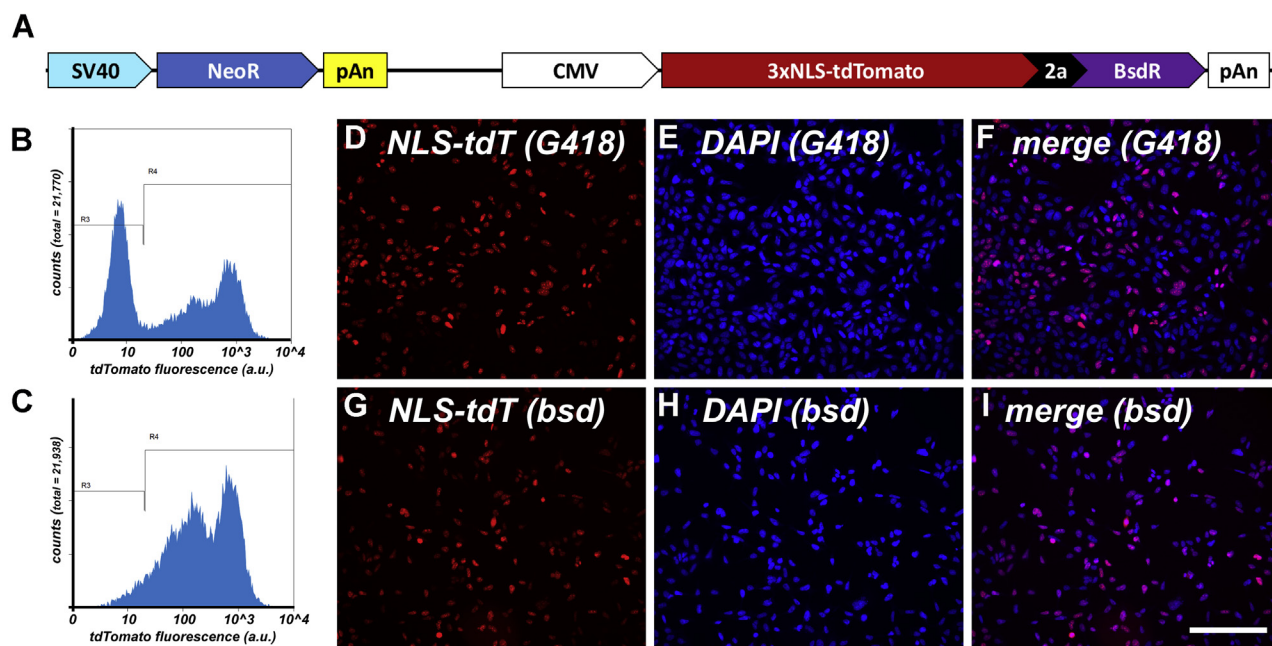 A
SV40 NeoR pAn CMV 3xNLS-tdTomato 2a BsdR pAn
B
counts (total = 21,770)
R3
R4
0 10 100 10^3 10^4
tdTomato fluorescence (a.u.)
C
counts (total = 21,938)
R3
R4
0 10 100 10^3 10^4
tdTomato fluorescence (a.u.)
D NLS-tdT (G418)
E DAPI (G418)
F merge (G418)
G NLS-tdT (bsd)
H DAPI (bsd)
I merge (bsd)